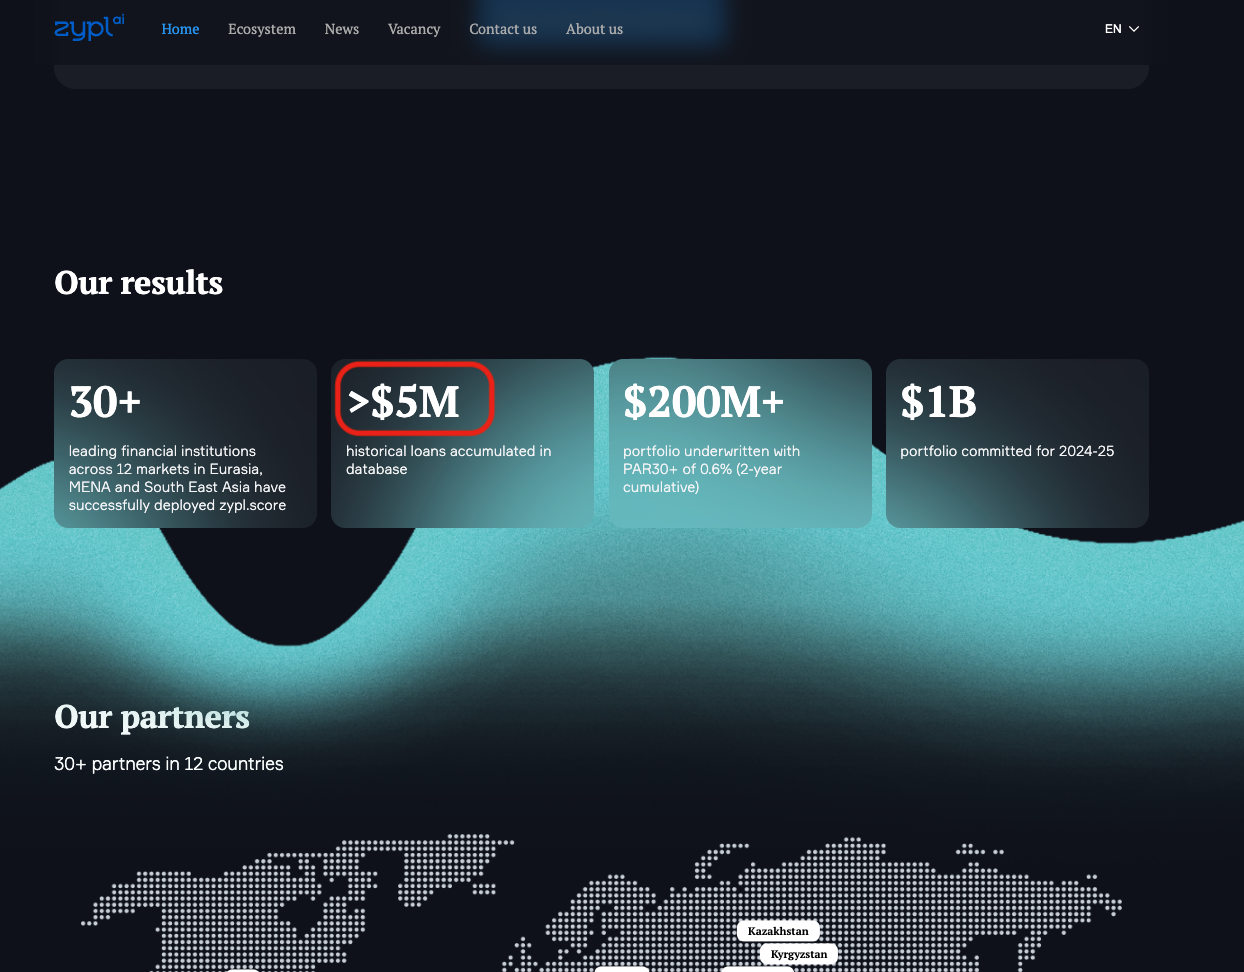 zypl ai
Home Ecosystem News Vacancy Contact us About us EN
Our results
30+
leading financial institutions
across 12 markets in Eurasia,
MENA and South East Asia have
successfully deployed zypl.score
>$5M
historical loans accumulated in
database
$200M+
portfolio underwritten with
PAR30+ of 0.6% (2-year
cumulative)
$1B
portfolio committed for 2024-25
Our partners
30+ partners in 12 countries
Kazakhstan
Kyrgyzstan